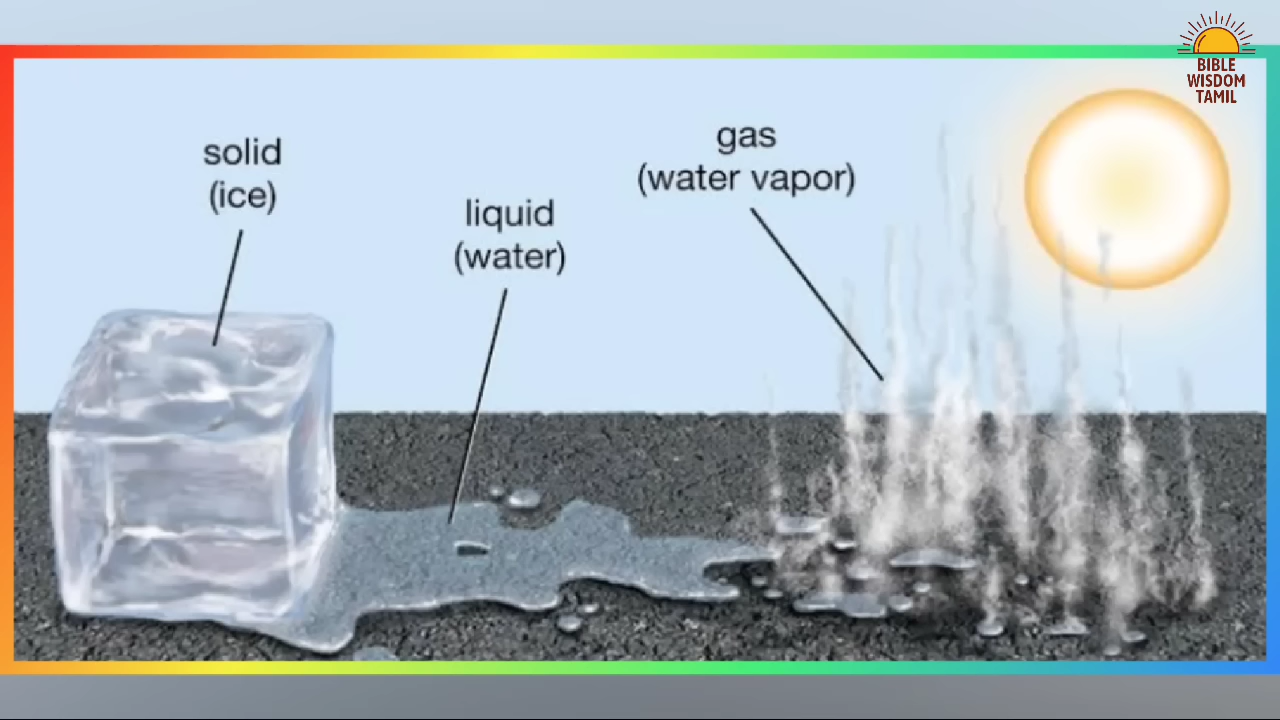 solid
(ice)
liquid
(water)
gas
(water vapor)
BIBLE
WISDOM
TAMIL